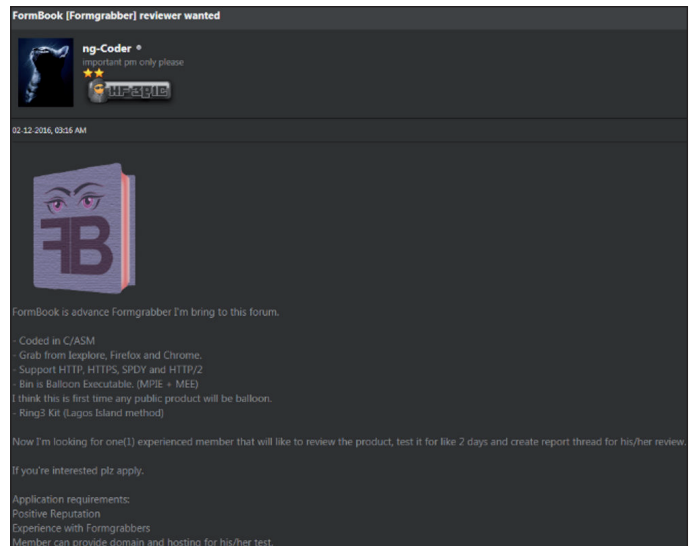 FormBook [Formgrabber] reviewer wanted
ng-Coder
important pm only please
HF-3PIC
02-12-2016, 03:16 AM
FB
FormBook is advance Formgrabber I'm bring to this forum.
- Coded in C/ASM
- Grab from Iexplore, Firefox and Chrome.
- Support HTTP, HTTPS, SPDY and HTTP/2
- Bin is Balloon Executable. (MPIE + MEE)
I think this is first time any public product will be balloon.
- Ring3 Kit (Lagos Island method)
Now I'm looking for one(1) experienced member that will like to review the product, test it for like 2 days and create report thread for his/her review.
If you're interested plz apply.
Application requirements:
Positive Reputation
Experience with Formgrabbers
Member can provide domain and hosting for his/her test.